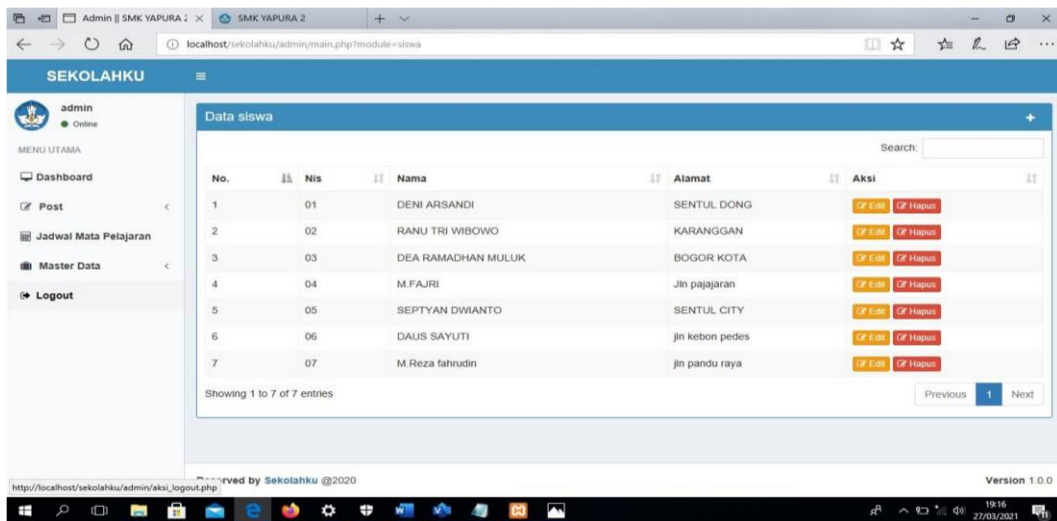 Admin || SMK YAPURA 2
SMK YAPURA 2
localhost/sekolahku/admin/main.php?module=siswa
SEKOLAHKU
admin
Online
MENU UTAMA
Dashboard
Post
Jadwal Mata Pelajaran
Master Data
Logout
Data siswa
Search:
No. Nis Nama Alamat Aksi
1 01 DENI ARSANDI SENTUL DONG Edit Hapus
2 02 RANU TRI WIBOWO KARANGGAN Edit Hapus
3 03 DEA RAMADHAN MULUK BOGOR KOTA Edit Hapus
4 04 M.FAJRI Jln pajajaran Edit Hapus
5 05 SEPTYAN DWIANTO SENTUL CITY Edit Hapus
6 06 DAUS SAYUTI jln kebon pedes Edit Hapus
7 07 M.Reza fahrudin jln pandu raya Edit Hapus
Showing 1 to 7 of 7 entries
Previous 1 Next
rved by Sekolahku @2020
Version 1.0.0
http://localhost/sekolahku/admin/aksi_logout.php
19:16
27/03/2021